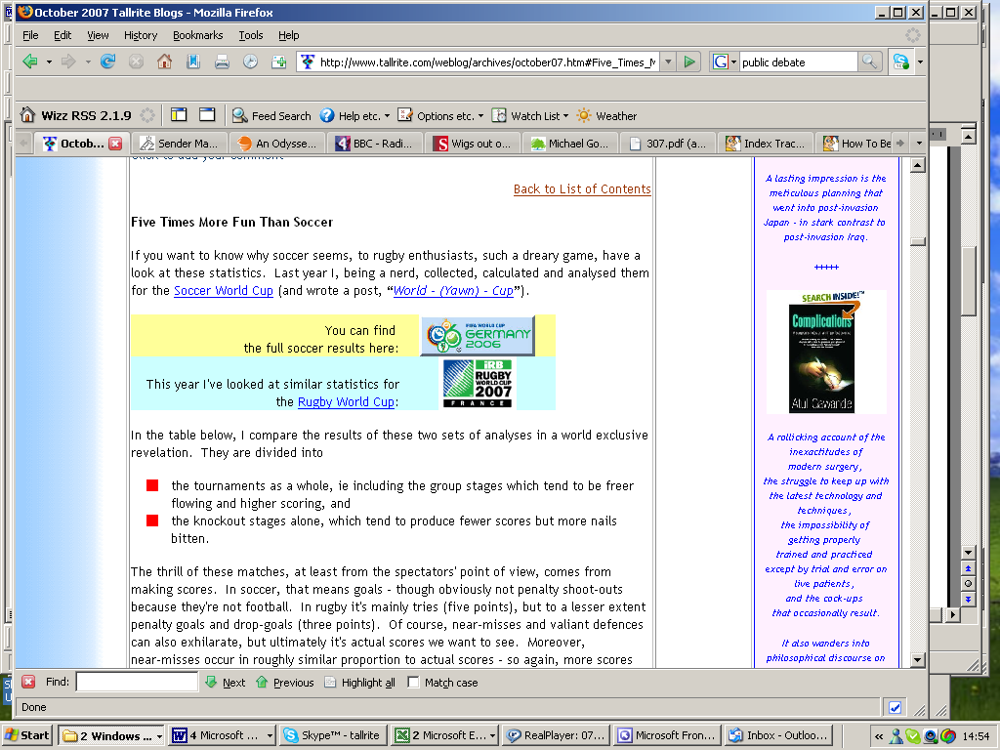 October 2007 Tallrite Blogs - Mozilla Firefox
File Edit View History Bookmarks Tools Help
http://www.tallrite.com/weblog/archives/october07.htm#Five_Times_M
public debate
Wizz RSS 2.1.9 Feed Search Help etc. Options etc. Watch List Weather
Octob... Sender Ma... An Odysse... BBC - Radi... Wigs out o... Michael Go... 307.pdf (a... Index Trac... How To Be
Click to add your comment
Back to List of Contents
Five Times More Fun Than Soccer
If you want to know why soccer seems, to rugby enthusiasts, such a dreary game, have a
look at these statistics. Last year I, being a nerd, collected, calculated and analysed them
for the Soccer World Cup (and wrote a post, “World - (Yawn) - Cup”).
You can find
the full soccer results here:
FIFA WORLD CUP
GERMANY
2006
This year I've looked at similar statistics for
the Rugby World Cup:
iRB
RUGBY
WORLD CUP
2007
FRANCE
In the table below, I compare the results of these two sets of analyses in a world exclusive
revelation. They are divided into
the tournaments as a whole, ie including the group stages which tend to be freer
flowing and higher scoring, and
the knockout stages alone, which tend to produce fewer scores but more nails
bitten.
The thrill of these matches, at least from the spectators' point of view, comes from
making scores. In soccer, that means goals - though obviously not penalty shoot-outs
because they're not football. In rugby it's mainly tries (five points), but to a lesser extent
penalty goals and drop-goals (three points). Of course, near-misses and valiant defences
can also exhilarate, but ultimately it's actual scores we want to see. Moreover,
near-misses occur in roughly similar proportion to actual scores - so again, more scores
A lasting impression is the
meticulous planning that
went into post-invasion
Japan - in stark contrast to
post-invasion Iraq.
+++++
SEARCH INSIDE!™
Complications
Atul Gawande
A rollicking account of the
inexactitudes of
modern surgery,
the struggle to keep up with
the latest technology and
techniques,
the impossibility of
getting properly
trained and practiced
except by trial and error on
live patients,
and the cock-ups
that occasionally result.
It also wanders into
philosophical discourse on
Find: Next Previous Highlight all Match case
Done
Start 2 Windows ... 4 Microsoft ... Skype™ - tallrite 2 Microsoft E... RealPlayer: 07... Microsoft Fron... Inbox - Outloo... « 14:54